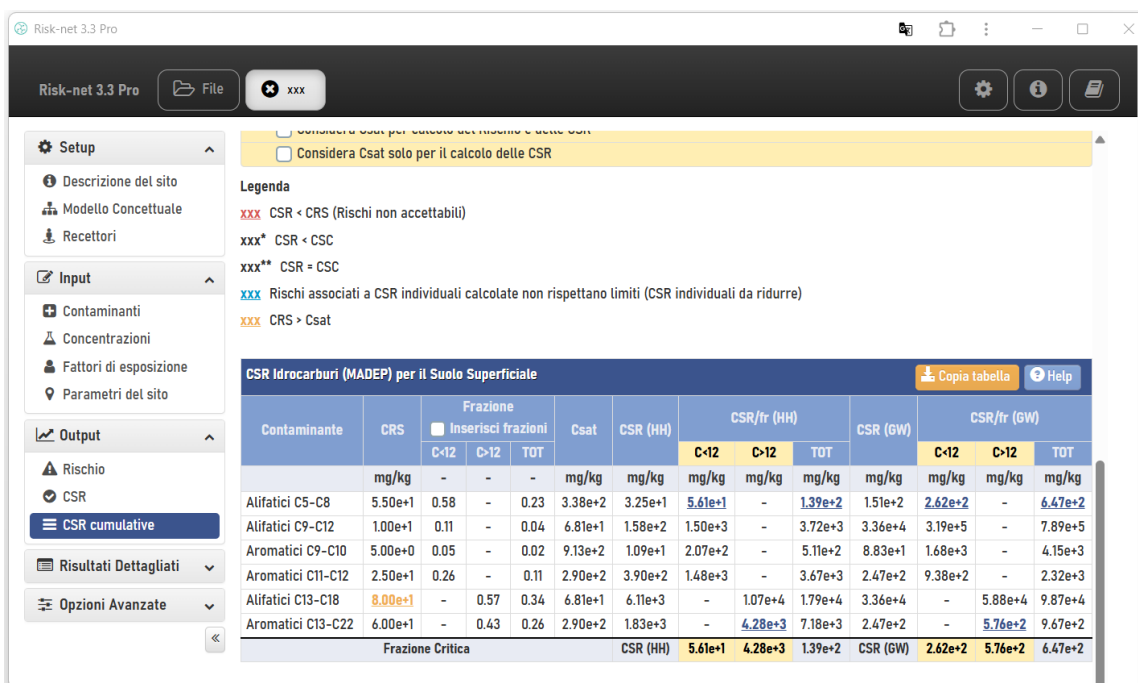 Risk-net 3.3 Pro
Risk-net 3.3 Pro File xxx
Setup
Descrizione del sito
Modello Concettuale
Recettori
Input
Contaminanti
Concentrazioni
Fattori di esposizione
Parametri del sito
Output
Rischio
CSR
CSR cumulative
Risultati Dettagliati
Opzioni Avanzate
Considera Csat per calcolo del Rischio e delle CSR
Considera Csat solo per il calcolo delle CSR
Legenda
xxx CSR < CRS (Rischi non accettabili)
xxx* CSR < CSC
xxx** CSR = CSC
xxx Rischi associati a CSR individuali calcolate non rispettano limiti (CSR individuali da ridurre)
xxx CRS > Csat
CSR Idrocarburi (MADEP) per il Suolo Superficiale Copia tabella Help
Contaminante CRS Frazione Inserisci frazioni Csat CSR (HH) CSR/fr (HH) CSR (GW) CSR/fr (GW)
C<12 C>12 TOT C<12 C>12 TOT C<12 C>12 TOT
mg/kg - - - mg/kg mg/kg mg/kg mg/kg mg/kg mg/kg mg/kg mg/kg mg/kg
Alifatici C5-C8 5.50e+1 0.58 - 0.23 3.38e+2 3.25e+1 5.61e+1 - 1.39e+2 1.51e+2 2.62e+2 - 6.47e+2
Alifatici C9-C12 1.00e+1 0.11 - 0.04 6.81e+1 1.58e+2 1.50e+3 - 3.72e+3 3.36e+4 3.19e+5 - 7.89e+5
Aromatici C9-C10 5.00e+0 0.05 - 0.02 9.13e+2 1.09e+1 2.07e+2 - 5.11e+2 8.83e+1 1.68e+3 - 4.15e+3
Aromatici C11-C12 2.50e+1 0.26 - 0.11 2.90e+2 3.90e+2 1.48e+3 - 3.67e+3 2.47e+2 9.38e+2 - 2.32e+3
Alifatici C13-C18 8.00e+1 - 0.57 0.34 6.81e+1 6.11e+3 - 1.07e+4 1.79e+4 3.36e+4 - 5.88e+4 9.87e+4
Aromatici C13-C22 6.00e+1 - 0.43 0.26 2.90e+2 1.83e+3 - 4.28e+3 7.18e+3 2.47e+2 - 5.76e+2 9.67e+2
Frazione Critica CSR (HH) 5.61e+1 4.28e+3 1.39e+2 CSR (GW) 2.62e+2 5.76e+2 6.47e+2